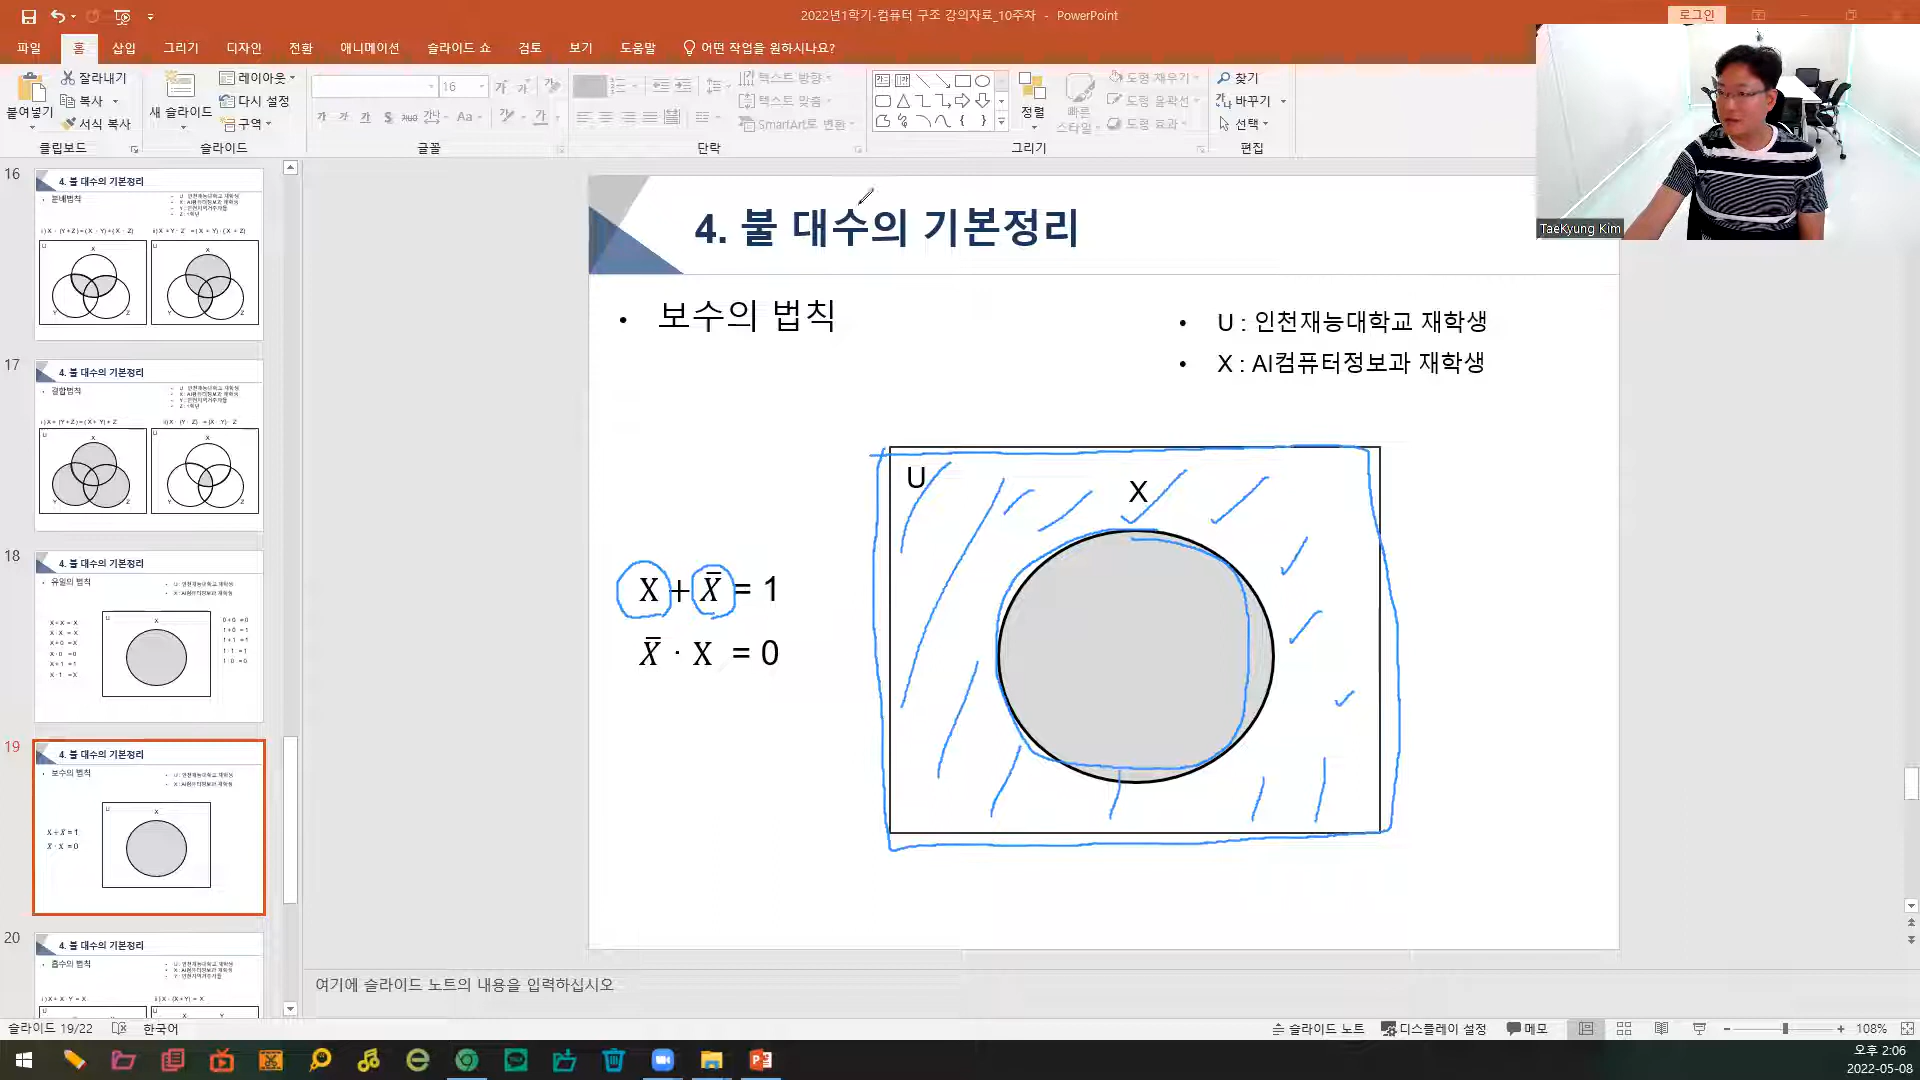 2022년1학기-컴퓨터 구조 강의자료_10주차 - PowerPoint
로그인
파일 홈 삽입 그리기 디자인 전환 애니메이션 슬라이드 쇼 검토 보기 도움말 어떤 작업을 원하시나요?
붙여넣기
잘라내기
복사
서식 복사
클립보드
새 슬라이드
레이아웃
다시 설정
구역
슬라이드
16
글꼴
텍스트 방향
텍스트 맞춤
SmartArt로 변환
단락
정렬
빠른 스타일
도형 채우기
도형 윤곽선
도형 효과
그리기
찾기
바꾸기
선택
편집
TaeKyung Kim
16
4. 불 대수의 기본정리
분배법칙
17
4. 불 대수의 기본정리
결합법칙
18
4. 불 대수의 기본정리
유일의 법칙
19
4. 불 대수의 기본정리
보수의 법칙
20
4. 불 대수의 기본정리
흡수의 법칙
4. 불 대수의 기본정리
• 보수의 법칙
• U : 인천재능대학교 재학생
• X : AI컴퓨터정보과 재학생
U
X
X + X̅ = 1
X̅ · X = 0
여기에 슬라이드 노트의 내용을 입력하십시오
슬라이드 19/22 한국어
슬라이드 노트 디스플레이 설정 메모 108%
오후 2:06
2022-05-08